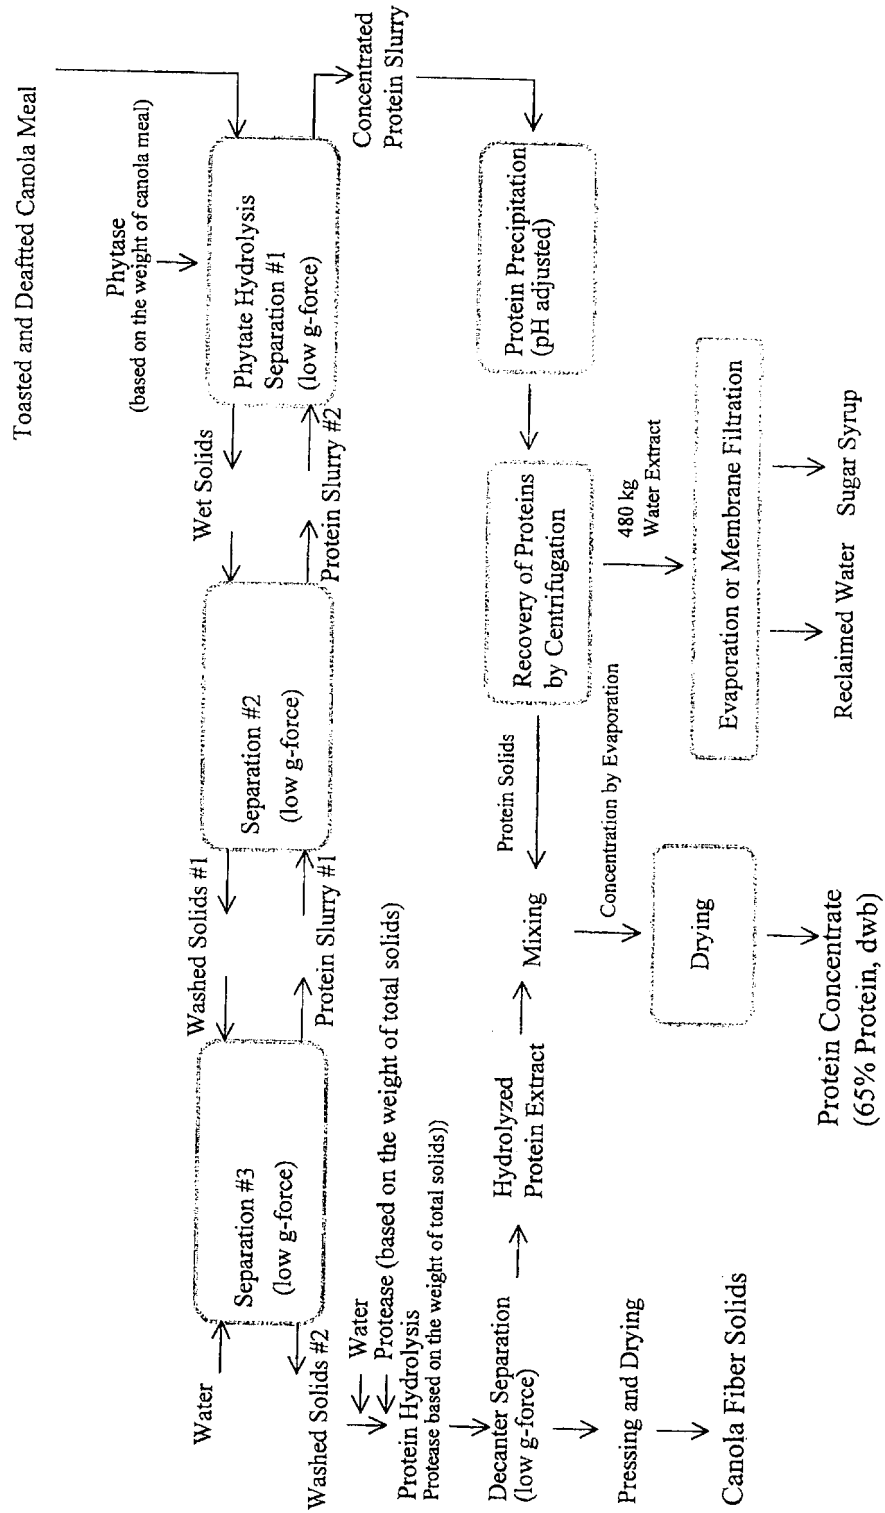 Toasted and Deaftted Canola Meal
Phytase
(based on the weight of canola meal)
Phytate Hydrolysis
Separation #1
(low g-force)
Wet Solids
Protein Slurry #2
Separation #2
(low g-force)
Washed Solids #1
Protein Slurry #1
Separation #3
(low g-force)
Water
Washed Solids #2
Water
Protease (based on the weight of total solids)
Protein Hydrolysis
Protease based on the weight of total solids))
Decanter Separation
(low g-force)
Pressing and Drying
Canola Fiber Solids
Hydrolyzed
Protein Extract
Mixing
Concentrated
Protein Slurry
Protein Precipitation
(pH adjusted)
Recovery of Proteins
by Centrifugation
Protein Solids
480 kg
Water Extract
Evaporation or Membrane Filtration
Reclaimed Water
Sugar Syrup
Concentration by Evaporation
Drying
Protein Concentrate
(65% Protein, dwb)